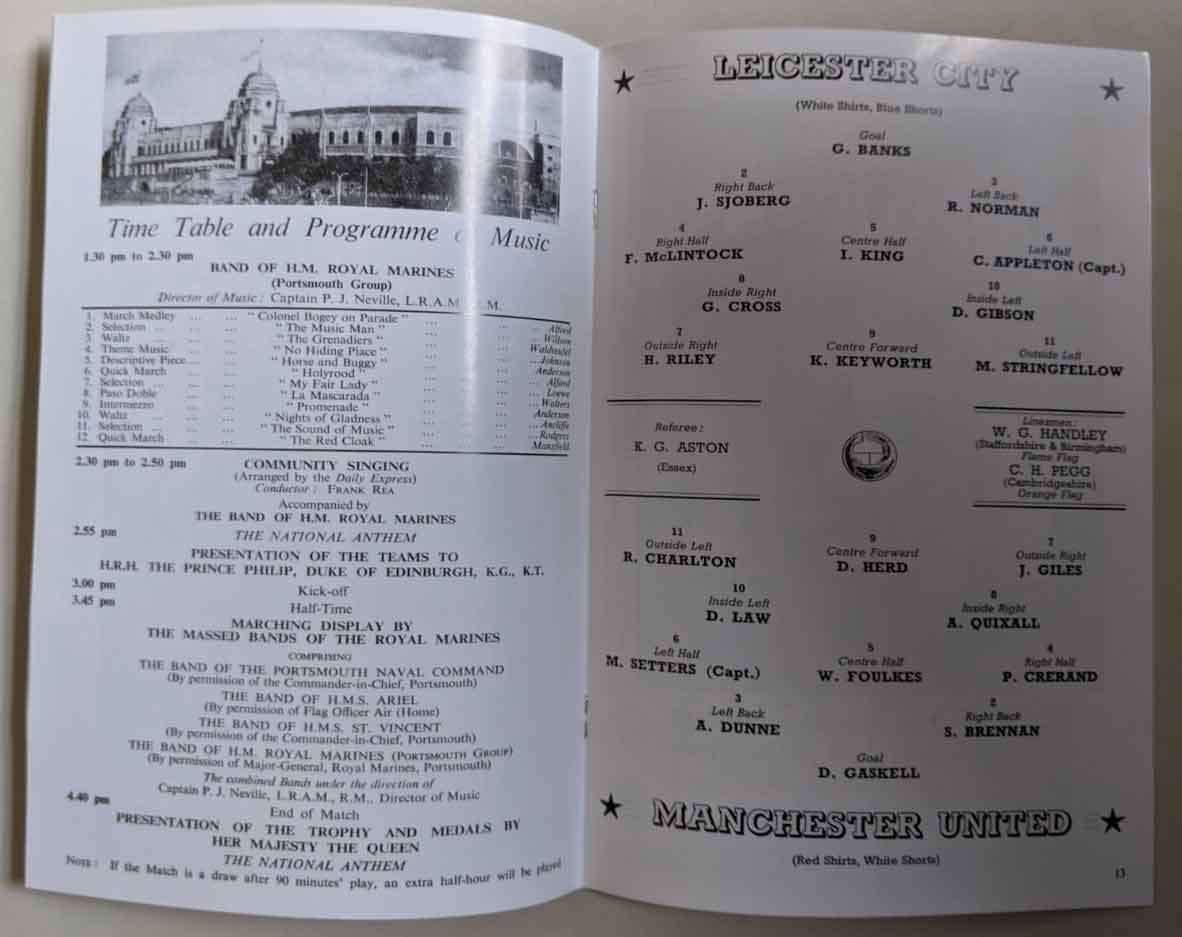 Time Table and Programme o Music
1.30 pm to 2.30 pm
BAND OF H.M. ROYAL MARINES
(Portsmouth Group)
Director of Music : Captain P. J. Neville, L.R.A.M M.
1. March Medley ... ... " Colonel Bogey on Parade " ... ... ... Alford
2. Selection ... ... ... " The Music Man " ... ... ... Willson
3. Waltz ... ... " The Grenadiers " ... ... ... Waldteufel
4. Theme Music ... ... " No Hiding Place " ... ... ... Johnson
5. Descriptive Piece ... ... " Horse and Buggy " ... ... ... Anderson
6. Quick March ... ... " Holyrood " ... ... ... Alford
7. Selection ... ... ... " My Fair Lady " ... ... ... Loewe
8. Paso Doble ... ... " La Mascarada " ... ... ... Walters
9. Intermezzo ... ... " Promenade " ... ... ... Anderson
10. Waltz ... ... " Nights of Gladness " ... ... ... Ancliffe
11. Selection ... ... ... " The Sound of Music " ... ... ... Rodgers
12. Quick March ... ... " The Red Cloak " ... ... ... Mansfield
2.30 pm to 2.50 pm
COMMUNITY SINGING
(Arranged by the Daily Express)
Conductor : FRANK REA
Accompanied by
THE BAND OF H.M. ROYAL MARINES
2.55 pm
THE NATIONAL ANTHEM
PRESENTATION OF THE TEAMS TO
H.R.H. THE PRINCE PHILIP, DUKE OF EDINBURGH, K.G., K.T.
3.00 pm Kick-off
3.45 pm Half-Time
MARCHING DISPLAY BY
THE MASSED BANDS OF THE ROYAL MARINES
COMPRISING
THE BAND OF THE PORTSMOUTH NAVAL COMMAND
(By permission of the Commander-in-Chief, Portsmouth)
THE BAND OF H.M.S. ARIEL
(By permission of Flag Officer Air (Home)
THE BAND OF H.M.S. ST. VINCENT
(By permission of the Commander-in-Chief, Portsmouth)
THE BAND OF H.M. ROYAL MARINES (PORTSMOUTH GROUP)
(By permission of Major-General, Royal Marines, Portsmouth)
The combined Bands under the direction of
Captain P. J. Neville, L.R.A.M., R.M., Director of Music
4.40 pm
End of Match
PRESENTATION OF THE TROPHY AND MEDALS BY
HER MAJESTY THE QUEEN
THE NATIONAL ANTHEM
NOTE : If the Match is a draw after 90 minutes' play, an extra half-hour will be played
LEICESTER CITY
(White Shirts, Blue Shorts)
Goal
G. BANKS
2 3
Right Back Left Back
J. SJOBERG R. NORMAN
4 5 6
Right Half Centre Half Left Half
F. McLINTOCK I. KING C. APPLETON (Capt.)
8 10
Inside Right Inside Left
G. CROSS D. GIBSON
7 9 11
Outside Right Centre Forward Outside Left
H. RILEY K. KEYWORTH M. STRINGFELLOW
Referee :
K. G. ASTON
(Essex)
Linesmen :
W. G. HANDLEY
(Staffordshire & Birmingham)
Flame Flag
C. H. PEGG
(Cambridgeshire)
Orange Flag
11 9 7
Outside Left Centre Forward Outside Right
R. CHARLTON D. HERD J. GILES
10 8
Inside Left Inside Right
D. LAW A. QUIXALL
6 5 4
Left Half Centre Half Right Half
M. SETTERS (Capt.) W. FOULKES P. CRERAND
3 2
Left Back Right Back
A. DUNNE S. BRENNAN
Goal
D. GASKELL
MANCHESTER UNITED
(Red Shirts, White Shorts)
13